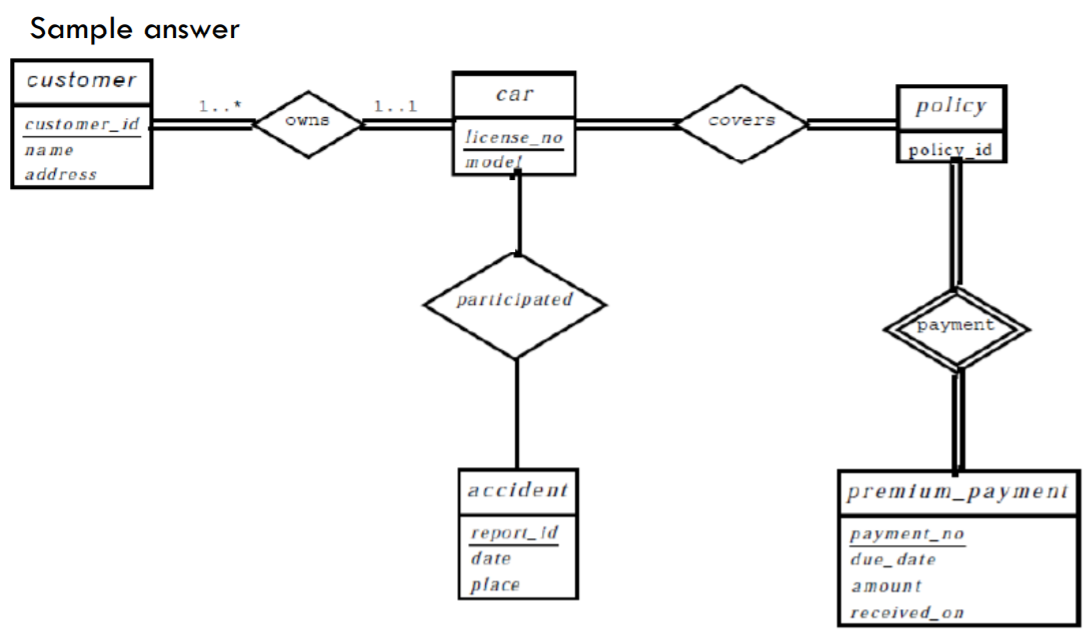 Sample answer
customer
customer_id
name
address
1..*
owns
1..1
car
license_no
model
covers
policy
policy_id
participated
payment
accident
report_id
date
place
premium_payment
payment_no
due_date
amount
received_on